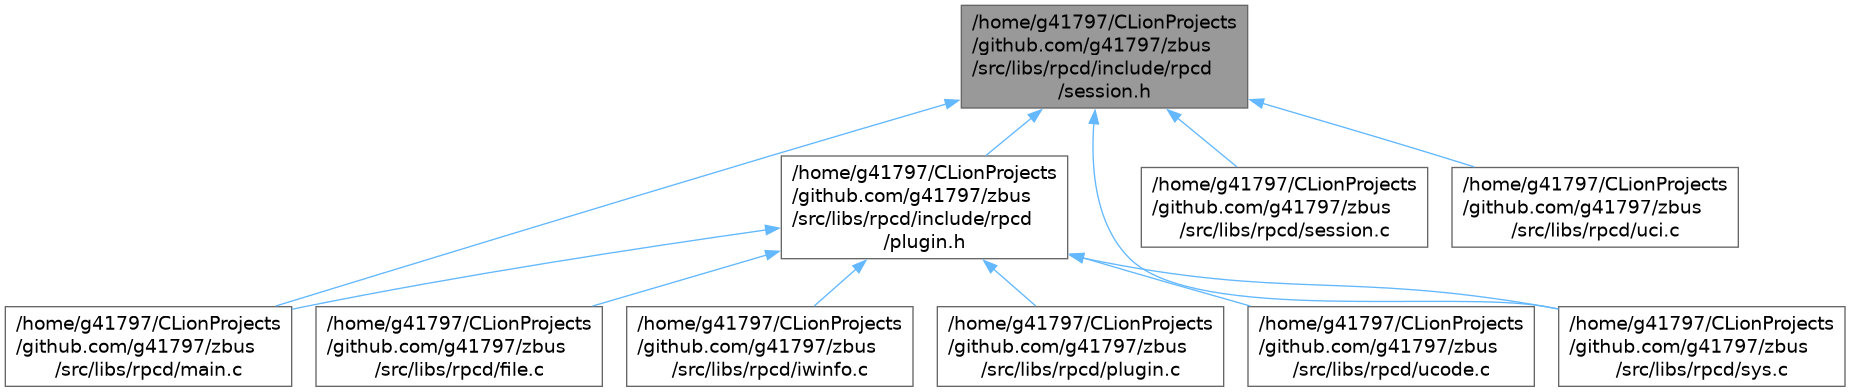 /home/g41797/CLionProjects
/github.com/g41797/zbus
/src/libs/rpcd/include/rpcd
/session.h
/home/g41797/CLionProjects
/github.com/g41797/zbus
/src/libs/rpcd/include/rpcd
/plugin.h
/home/g41797/CLionProjects
/github.com/g41797/zbus
/src/libs/rpcd/session.c
/home/g41797/CLionProjects
/github.com/g41797/zbus
/src/libs/rpcd/uci.c
/home/g41797/CLionProjects
/github.com/g41797/zbus
/src/libs/rpcd/main.c
/home/g41797/CLionProjects
/github.com/g41797/zbus
/src/libs/rpcd/file.c
/home/g41797/CLionProjects
/github.com/g41797/zbus
/src/libs/rpcd/iwinfo.c
/home/g41797/CLionProjects
/github.com/g41797/zbus
/src/libs/rpcd/plugin.c
/home/g41797/CLionProjects
/github.com/g41797/zbus
/src/libs/rpcd/ucode.c
/home/g41797/CLionProjects
/github.com/g41797/zbus
/src/libs/rpcd/sys.c